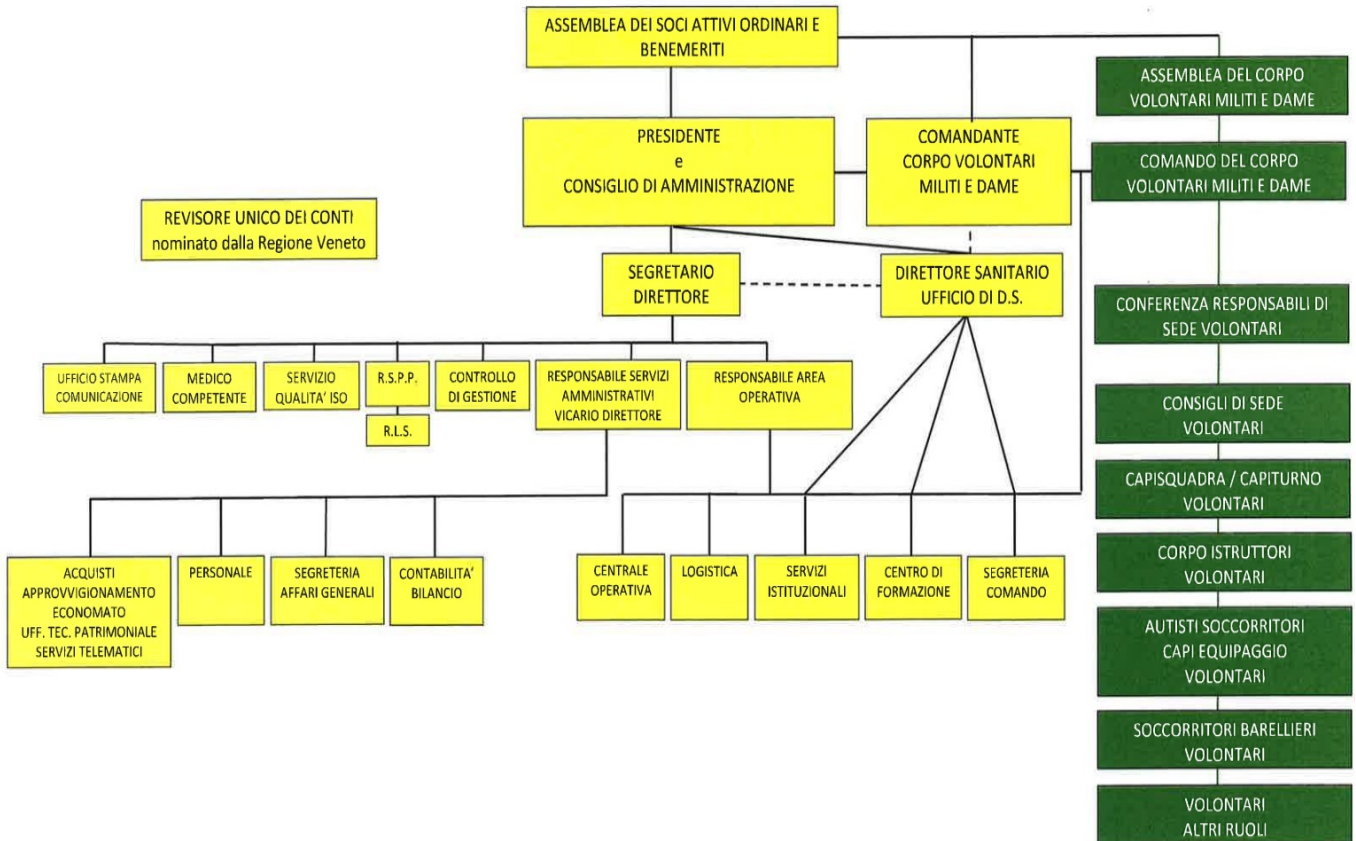 ASSEMBLEA DEI SOCI ATTIVI ORDINARI E
BENEMERITI
ASSEMBLEA DEL CORPO
VOLONTARI MILITI E DAME
PRESIDENTE
e
CONSIGLIO DI AMMINISTRAZIONE
COMANDANTE
CORPO VOLONTARI
MILITI E DAME
COMANDO DEL CORPO
VOLONTARI MILITI E DAME
REVISORE UNICO DEI CONTI
nominato dalla Regione Veneto
SEGRETARIO
DIRETTORE
DIRETTORE SANITARIO
UFFICIO DI D.S.
CONFERENZA RESPONSABILI DI
SEDE VOLONTARI
UFFICIO STAMPA
COMUNICAZIONE
MEDICO
COMPETENTE
SERVIZIO
QUALITA' ISO
R.S.P.P.
R.L.S.
CONTROLLO
DI GESTIONE
RESPONSABILE SERVIZI
AMMINISTRATIVI
VICARIO DIRETTORE
RESPONSABILE AREA
OPERATIVA
CONSIGLI DI SEDE
VOLONTARI
CAPISQUADRA / CAPITURNO
VOLONTARI
ACQUISTI
APPROVVIGIONAMENTO
ECONOMATO
UFF. TEC. PATRIMONIALE
SERVIZI TELEMATICI
PERSONALE
SEGRETERIA
AFFARI GENERALI
CONTABILITA'
BILANCIO
CENTRALE
OPERATIVA
LOGISTICA
SERVIZI
ISTITUZIONALI
CENTRO DI
FORMAZIONE
SEGRETERIA
COMANDO
CORPO ISTRUTTORI
VOLONTARI
AUTISTI SOCCORRITORI
CAPI EQUIPAGGIO
VOLONTARI
SOCCORRITORI BARELLIERI
VOLONTARI
VOLONTARI
ALTRI RUOLI